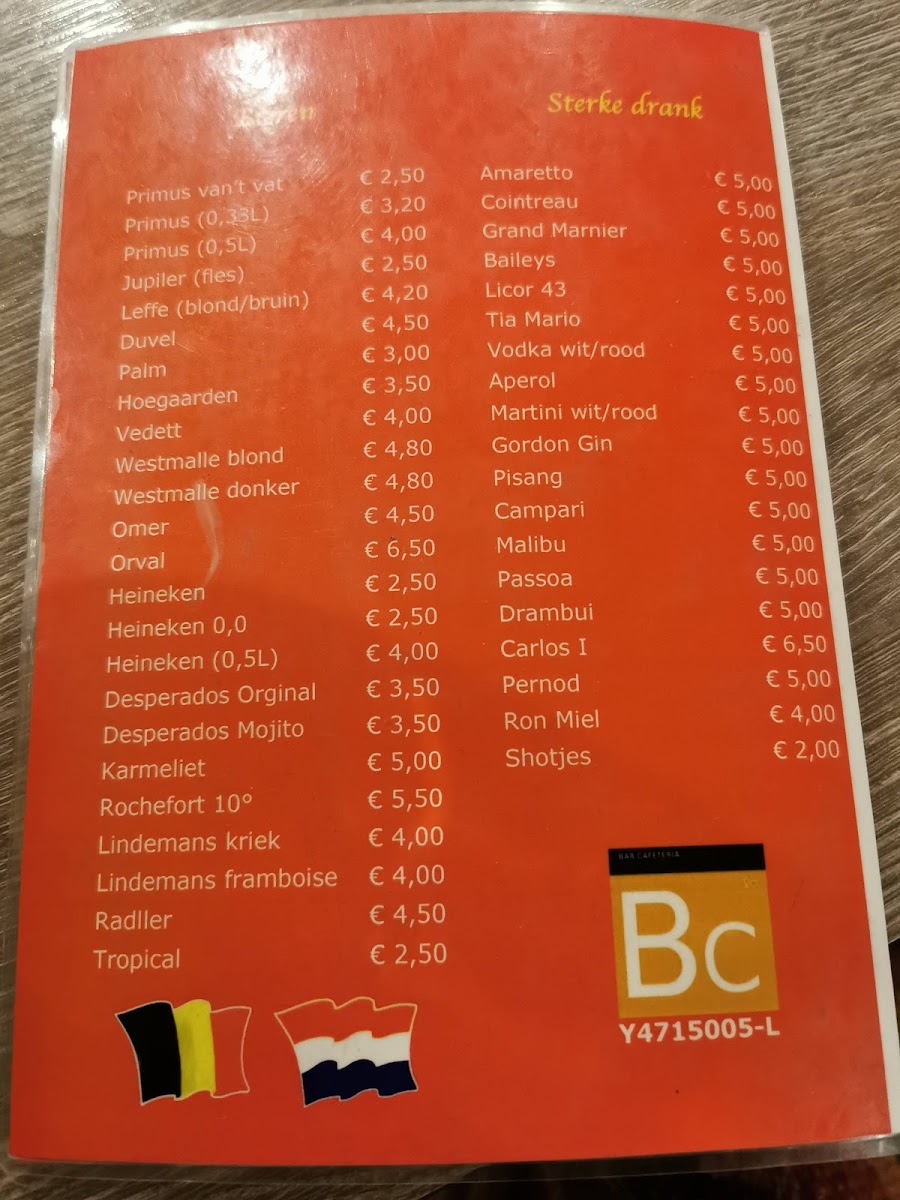 Primus van't vat € 2,50
Primus (0,33L) € 3,20
Primus (0,5L) € 4,00
Jupiler (fles) € 2,50
Leffe (blond/bruin) € 4,20
Duvel € 4,50
Palm € 3,00
Hoegaarden € 3,50
Vedett € 4,00
Westmalle blond € 4,80
Westmalle donker € 4,80
Omer € 4,50
Orval € 6,50
Heineken € 2,50
Heineken 0,0 € 2,50
Heineken (0,5L) € 4,00
Desperados Orginal € 3,50
Desperados Mojito € 3,50
Karmeliet € 5,00
Rochefort 10° € 5,50
Lindemans kriek € 4,00
Lindemans framboise € 4,00
Radller € 4,50
Tropical € 2,50
Sterke drank
Amaretto € 5,00
Cointreau € 5,00
Grand Marnier € 5,00
Baileys € 5,00
Licor 43 € 5,00
Tia Mario € 5,00
Vodka wit/rood € 5,00
Aperol € 5,00
Martini wit/rood € 5,00
Gordon Gin € 5,00
Pisang € 5,00
Campari € 5,00
Malibu € 5,00
Passoa € 5,00
Drambui € 5,00
Carlos I € 6,50
Pernod € 5,00
Ron Miel € 4,00
Shotjes € 2,00
BAR CAFETERIA
BC
Y4715005-L